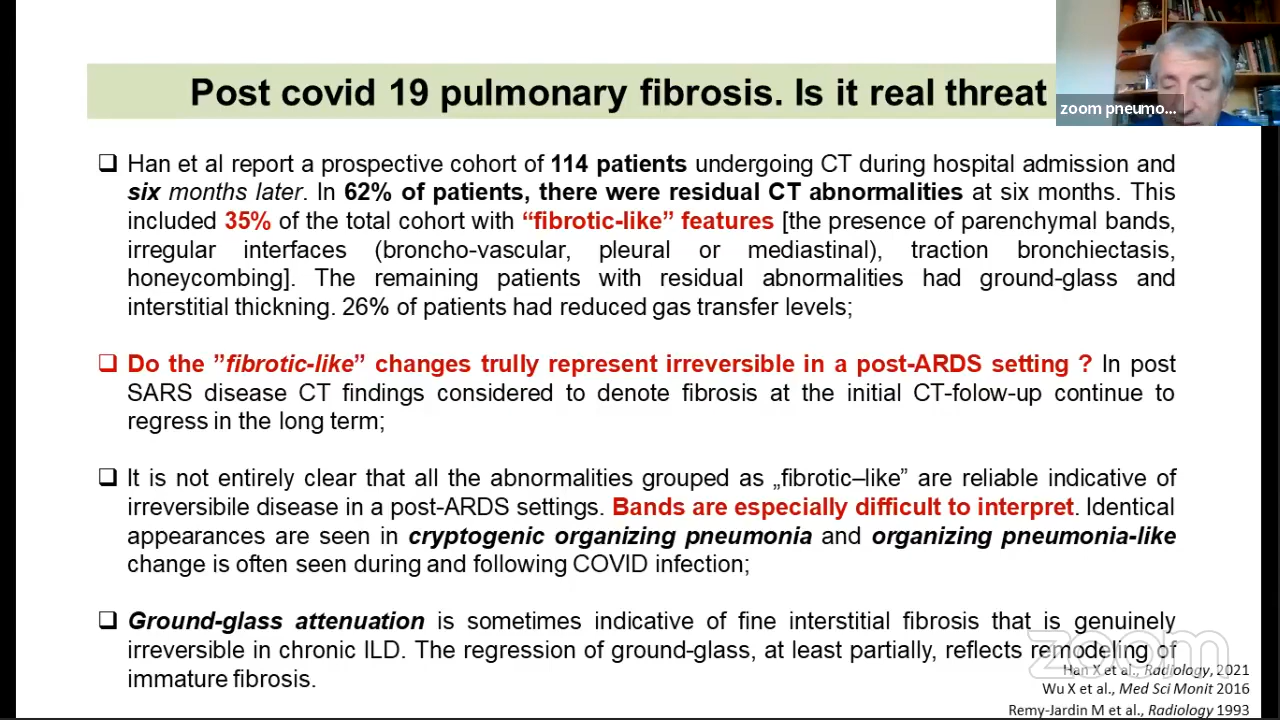 Post covid 19 pulmonary fibrosis. Is it real threat
zoom pneumo...
❑ Han et al report a prospective cohort of 114 patients undergoing CT during hospital admission and
six months later. In 62% of patients, there were residual CT abnormalities at six months. This
included 35% of the total cohort with “fibrotic-like” features [the presence of parenchymal bands,
irregular interfaces (broncho-vascular, pleural or mediastinal), traction bronchiectasis,
honeycombing]. The remaining patients with residual abnormalities had ground-glass and
interstitial thickning. 26% of patients had reduced gas transfer levels;
❑ Do the ”fibrotic-like” changes trully represent irreversible in a post-ARDS setting ? In post
SARS disease CT findings considered to denote fibrosis at the initial CT-folow-up continue to
regress in the long term;
❑ It is not entirely clear that all the abnormalities grouped as „fibrotic–like” are reliable indicative of
irreversibile disease in a post-ARDS settings. Bands are especially difficult to interpret. Identical
appearances are seen in cryptogenic organizing pneumonia and organizing pneumonia-like
change is often seen during and following COVID infection;
❑ Ground-glass attenuation is sometimes indicative of fine interstitial fibrosis that is genuinely
irreversible in chronic ILD. The regression of ground-glass, at least partially, reflects remodeling of
immature fibrosis.
zoom
Han X et al., Radiology, 2021
Wu X et al., Med Sci Monit 2016
Remy-Jardin M et al., Radiology 1993